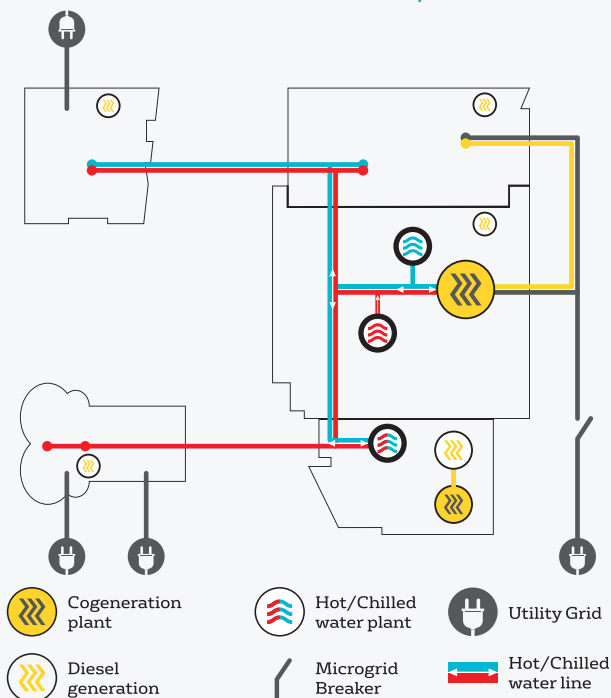 Cogeneration
plant
Hot/Chilled
water plant
Utility Grid
Diesel
generation
Microgrid
Breaker
Hot/Chilled
water line